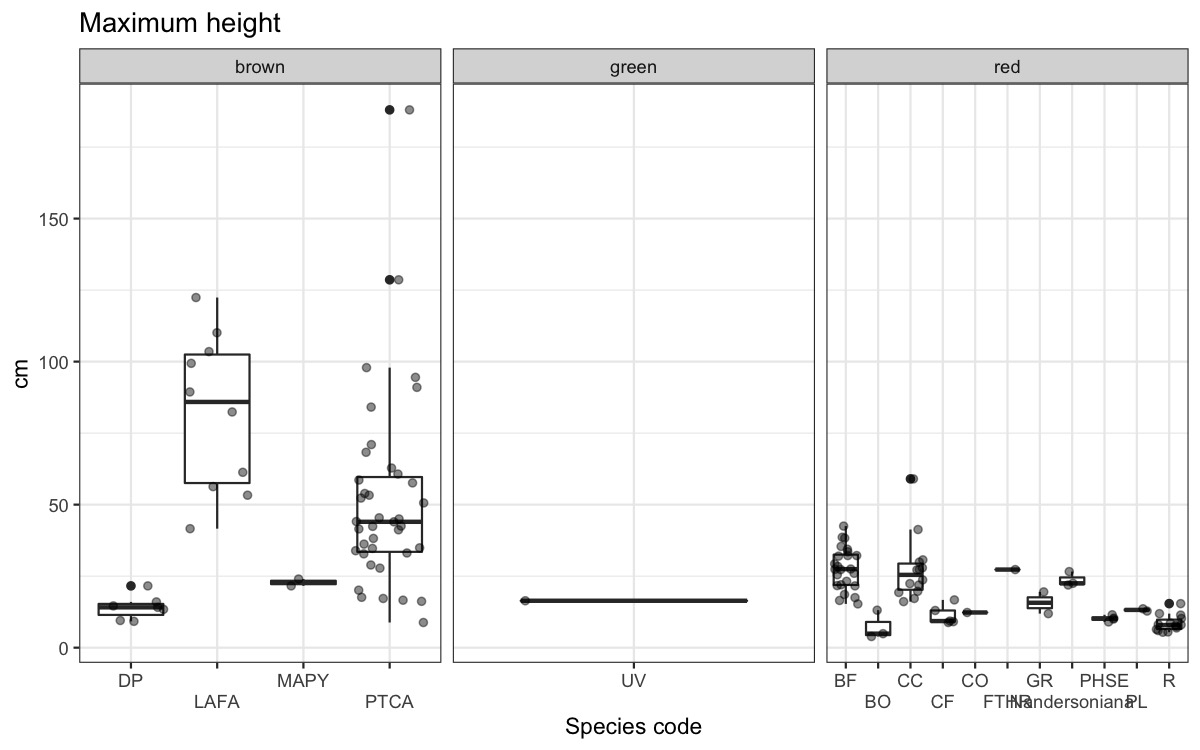 Maximum height
brown
green
red
cm
150
100
50
0
DP
LAFA
MAPY
PTCA
UV
BF
BO
CC
CF
CO
GR
PHSE
PL
R
Species code